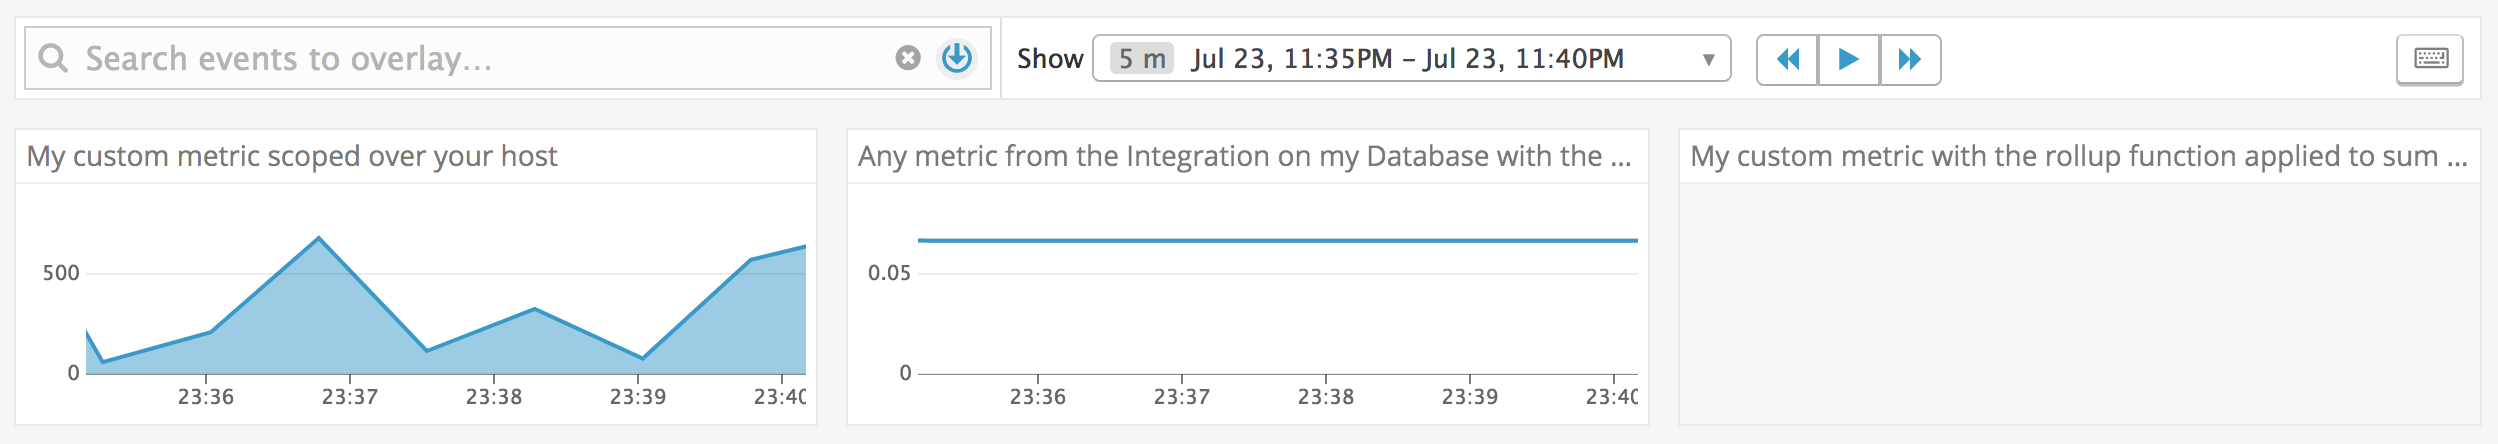 Search events to overlay...
Show 5 m Jul 23, 11:35PM – Jul 23, 11:40PM
My custom metric scoped over your host
500
0
23:36 23:37 23:38 23:39 23:40
Any metric from the Integration on my Database with the ...
0.05
0
23:36 23:37 23:38 23:39 23:40
My custom metric with the rollup function applied to sum ...